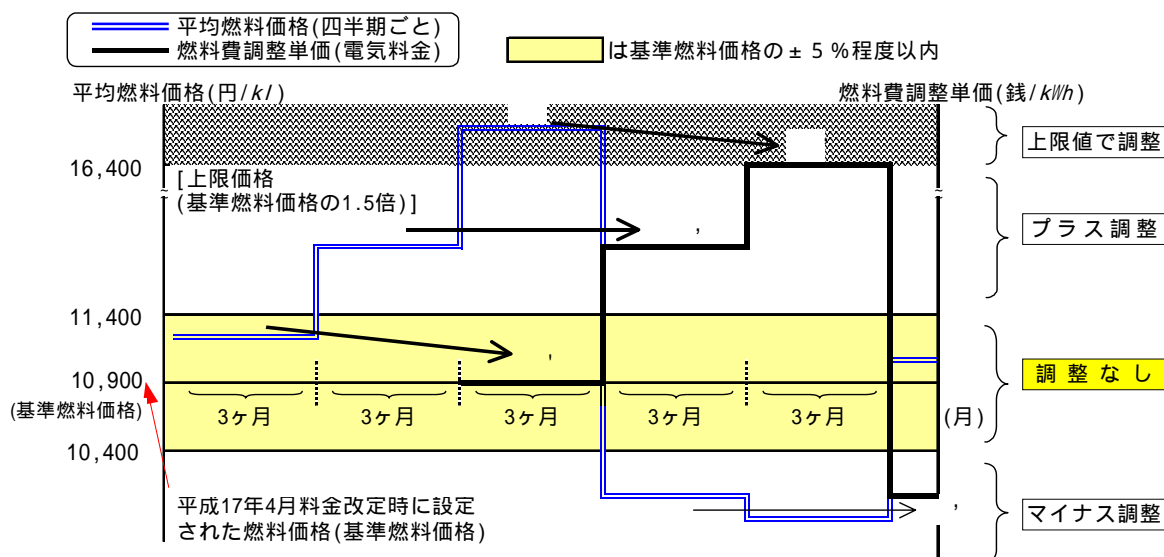 平均燃料価格(四半期ごと)
燃料費調整単価(電気料金)
は基準燃料価格の±5%程度以内
平均燃料価格(円/kl)
燃料費調整単価(銭/kWh)
上限値で調整
16,400
[上限価格
(基準燃料価格の1.5倍)]
プラス調整
11,400
10,900
(基準燃料価格)
調整なし
3ヶ月
3ヶ月
3ヶ月
3ヶ月
3ヶ月
(月)
10,400
平成17年4月料金改定時に設定
された燃料価格(基準燃料価格)
マイナス調整